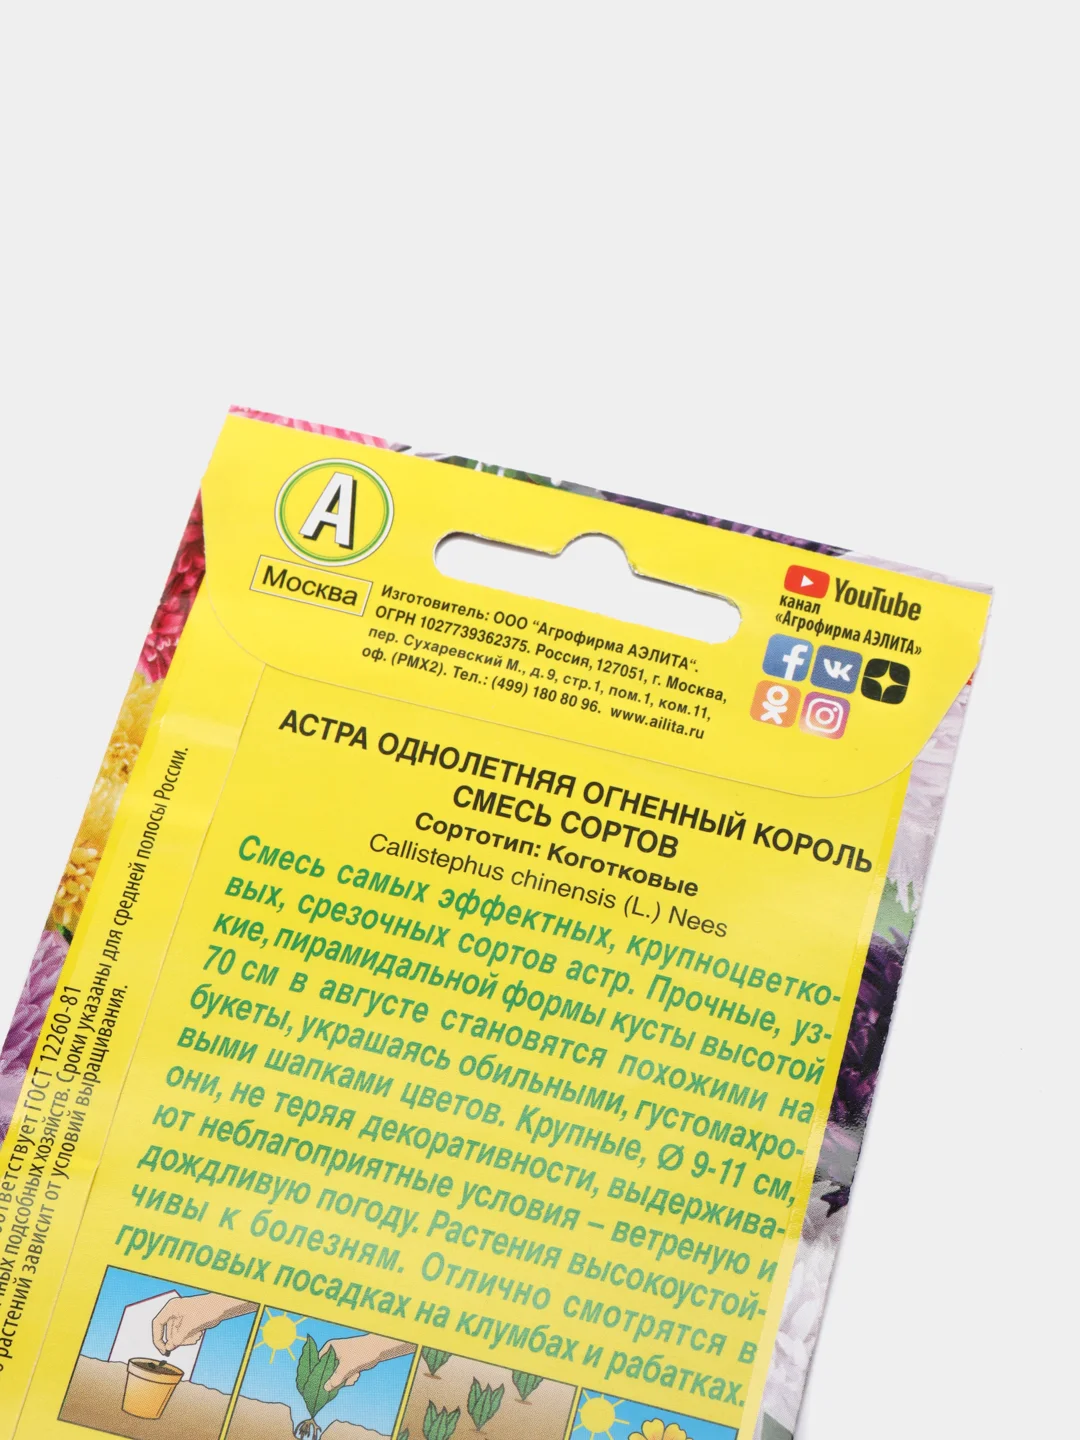 А
Москва
Изготовитель: ООО “Агрофирма АЭЛИТА“.
ОГРН 1027739362375. Россия, 127051, г. Москва,
пер. Сухаревский М., д. 9, стр. 1, пом. 1, ком. 11,
оф. (РМХ2). Тел.: (499) 180 80 96. www.ailita.ru
YouTube
канал
«Агрофирма АЭЛИТА»
АСТРА ОДНОЛЕТНЯЯ ОГНЕННЫЙ КОРОЛЬ
СМЕСЬ СОРТОВ
Сортотип: Коготковые
Callistephus chinensis (L.) Nees
Смесь самых эффектных, крупноцветко-
вых, срезочных сортов астр. Прочные, уз-
кие, пирамидальной формы кусты высотой
70 см в августе становятся похожими на
букеты, украшаясь обильными, густомахро-
выми шапками цветов. Крупные, Ø 9-11 см,
они, не теряя декоративности, выдержива-
ют неблагоприятные условия – ветреную и
дождливую погоду. Растения высокоустой-
чивы к болезням. Отлично смотрятся в
групповых посадках на клумбах и рабатках.
ГОСТ 12260-81
подсобных хозяйств. Сроки указаны для средней полосы России.
растений зависит от условий выращивания.